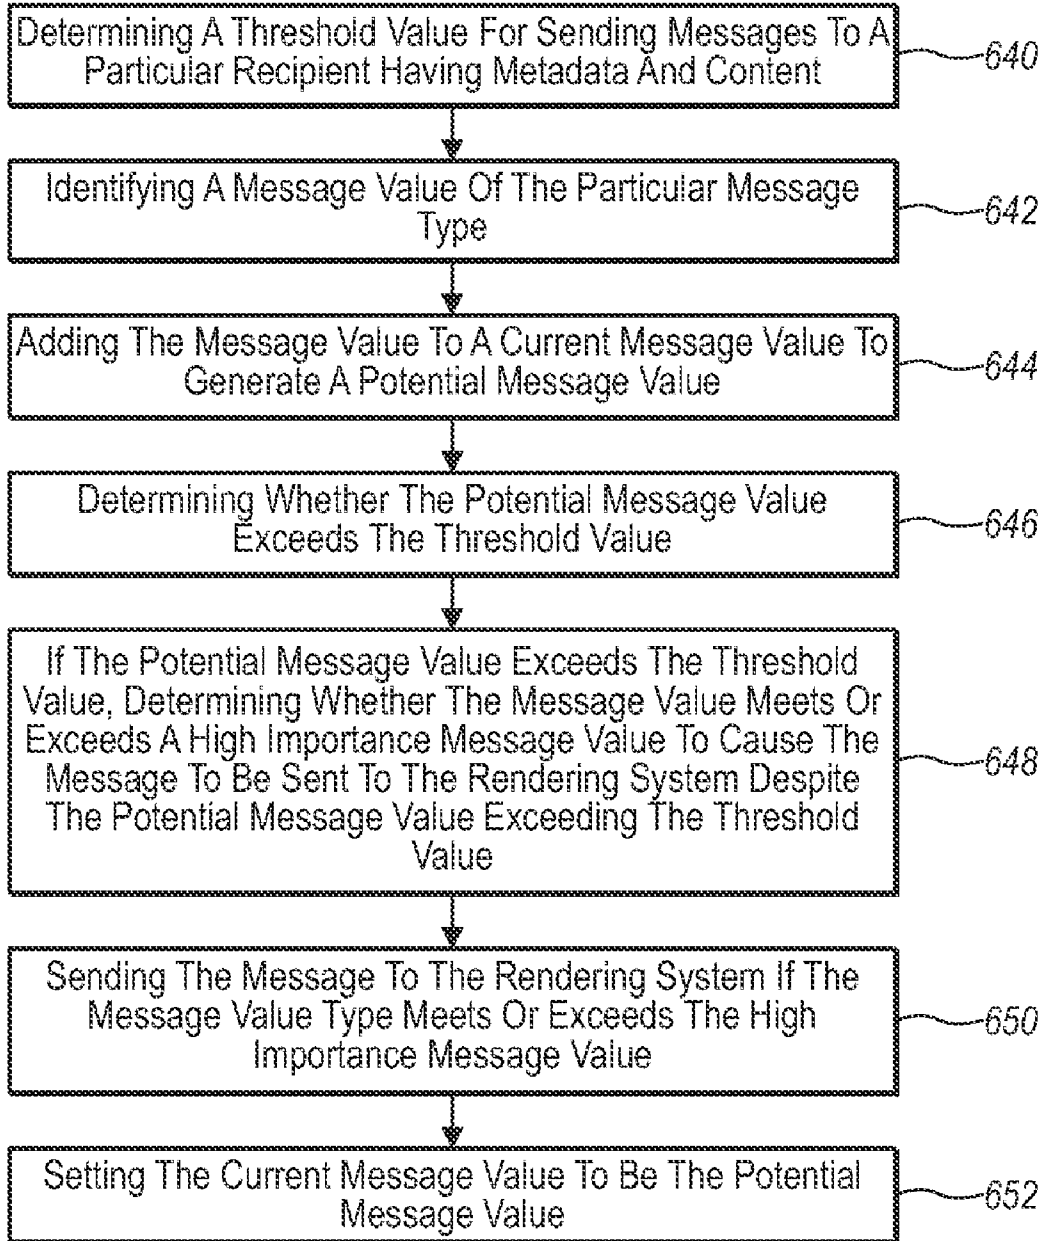 Determining A Threshold Value For Sending Messages To A
Particular Recipient Having Metadata And Content
640
Identifying A Message Value Of The Particular Message
Type
642
Adding The Message Value To A Current Message Value To
Generate A Potential Message Value
644
Determining Whether The Potential Message Value
Exceeds The Threshold Value
646
If The Potential Message Value Exceeds The Threshold
Value, Determining Whether The Message Value Meets Or
Exceeds A High Importance Message Value To Cause The
Message To Be Sent To The Rendering System Despite
The Potential Message Value Exceeding The Threshold
Value
648
Sending The Message To The Rendering System If The
Message Value Type Meets Or Exceeds The High
Importance Message Value
650
Setting The Current Message Value To Be The Potential
Message Value
652